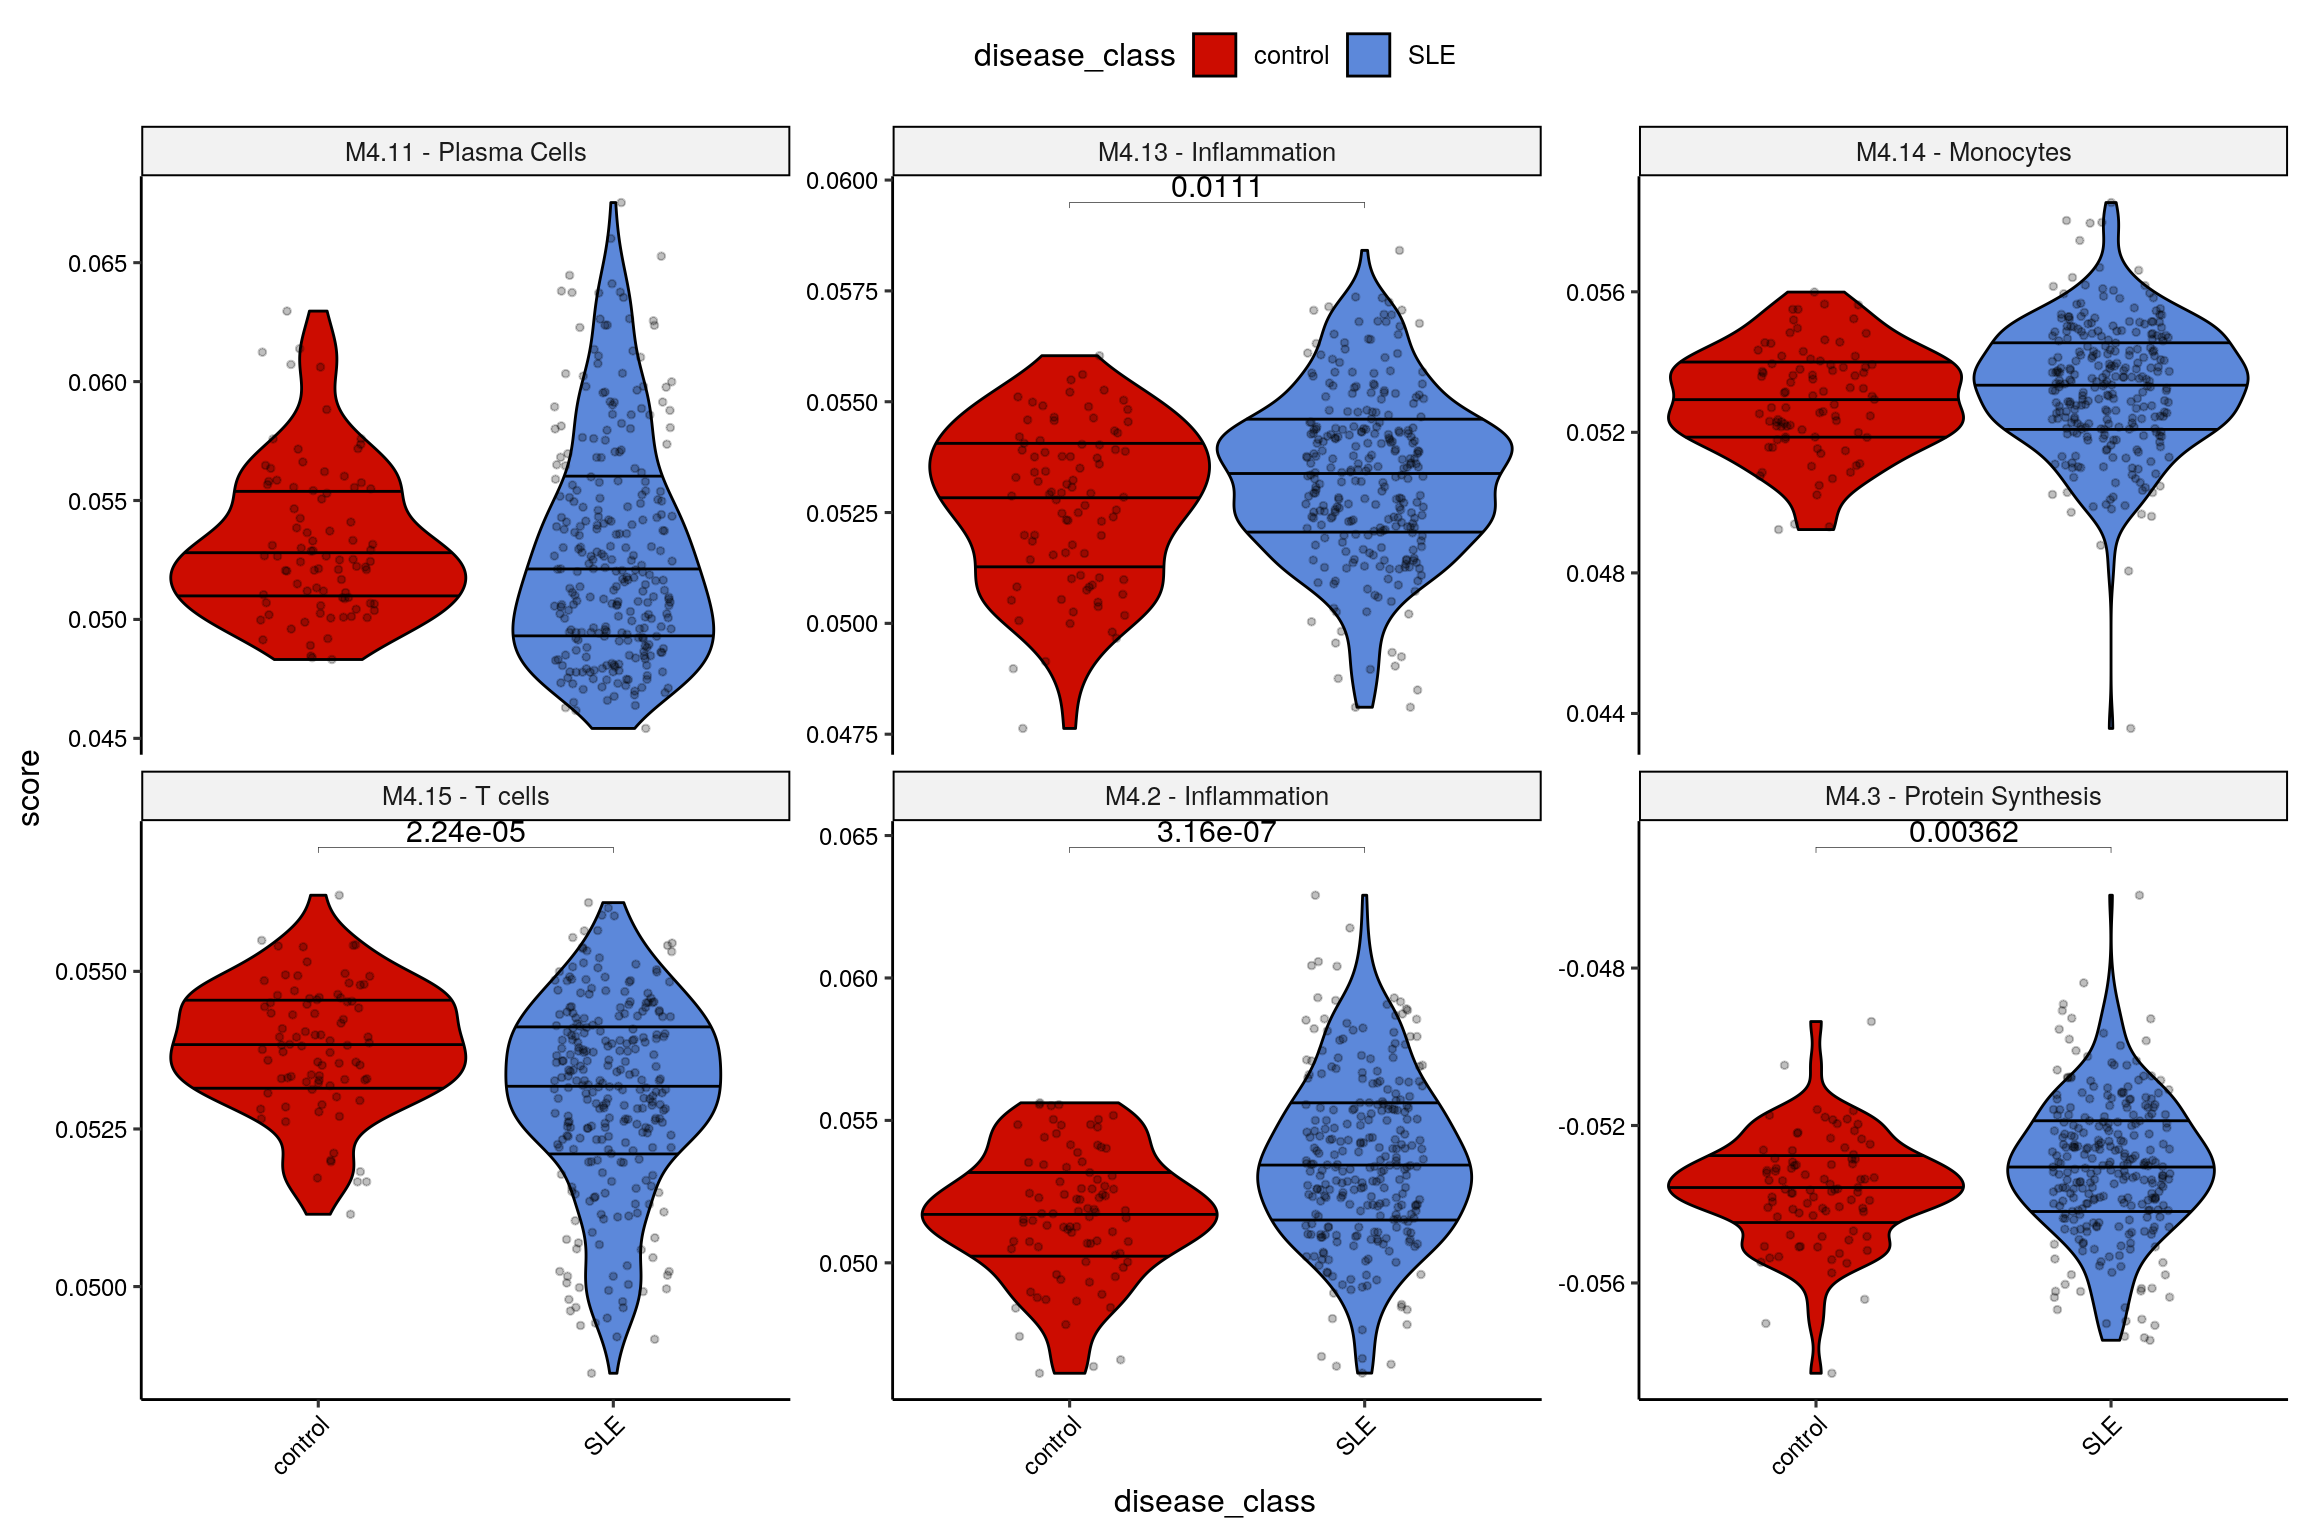 disease_class control SLE
M4.11 - Plasma Cells
M4.13 - Inflammation
M4.14 - Monocytes
0.065
0.060
0.055
0.050
0.045
0.0600
0.0575
0.0550
0.0525
0.0500
0.0475
0.0111
0.056
0.052
0.048
0.044
score
M4.15 - T cells
M4.2 - Inflammation
M4.3 - Protein Synthesis
2.24e-05
0.0550
0.0525
0.0500
3.16e-07
0.065
0.060
0.055
0.050
0.00362
-0.048
-0.052
-0.056
control
SLE
control
SLE
control
SLE
disease_class